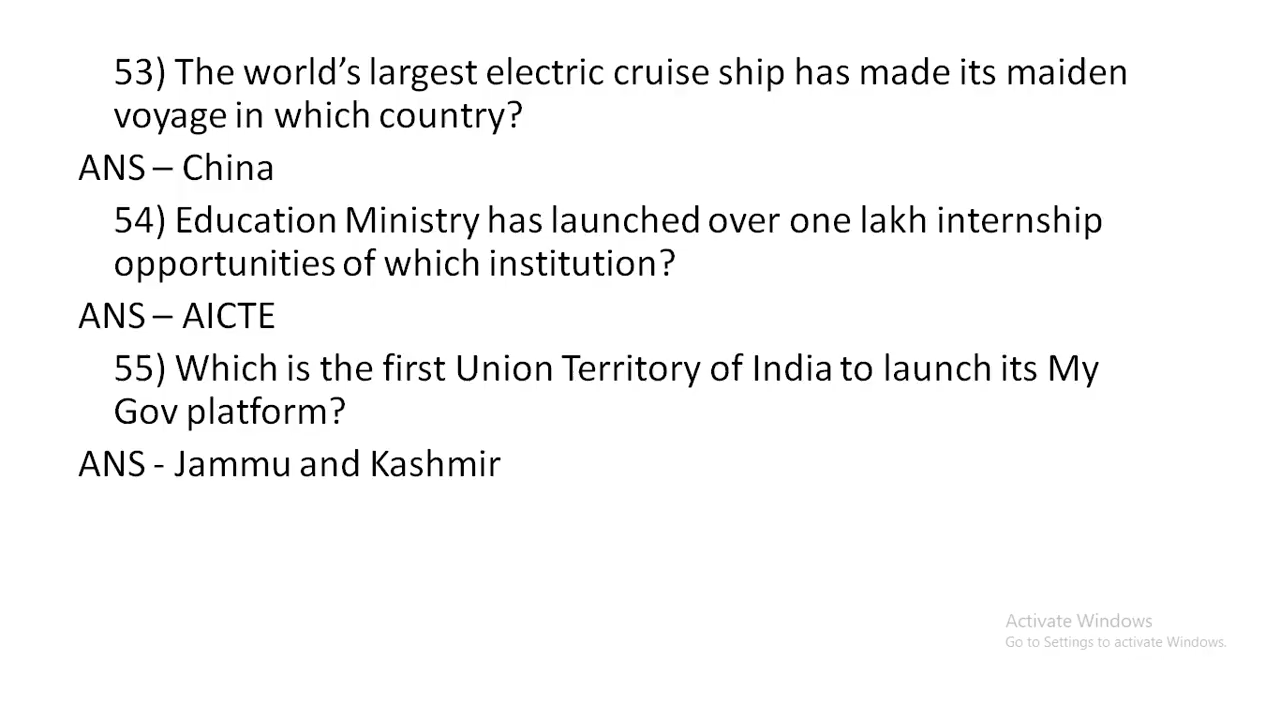 53) The world’s largest electric cruise ship has made its maiden
voyage in which country?
ANS – China
54) Education Ministry has launched over one lakh internship
opportunities of which institution?
ANS – AICTE
55) Which is the first Union Territory of India to launch its My
Gov platform?
ANS - Jammu and Kashmir
Activate Windows
Go to Settings to activate Windows.